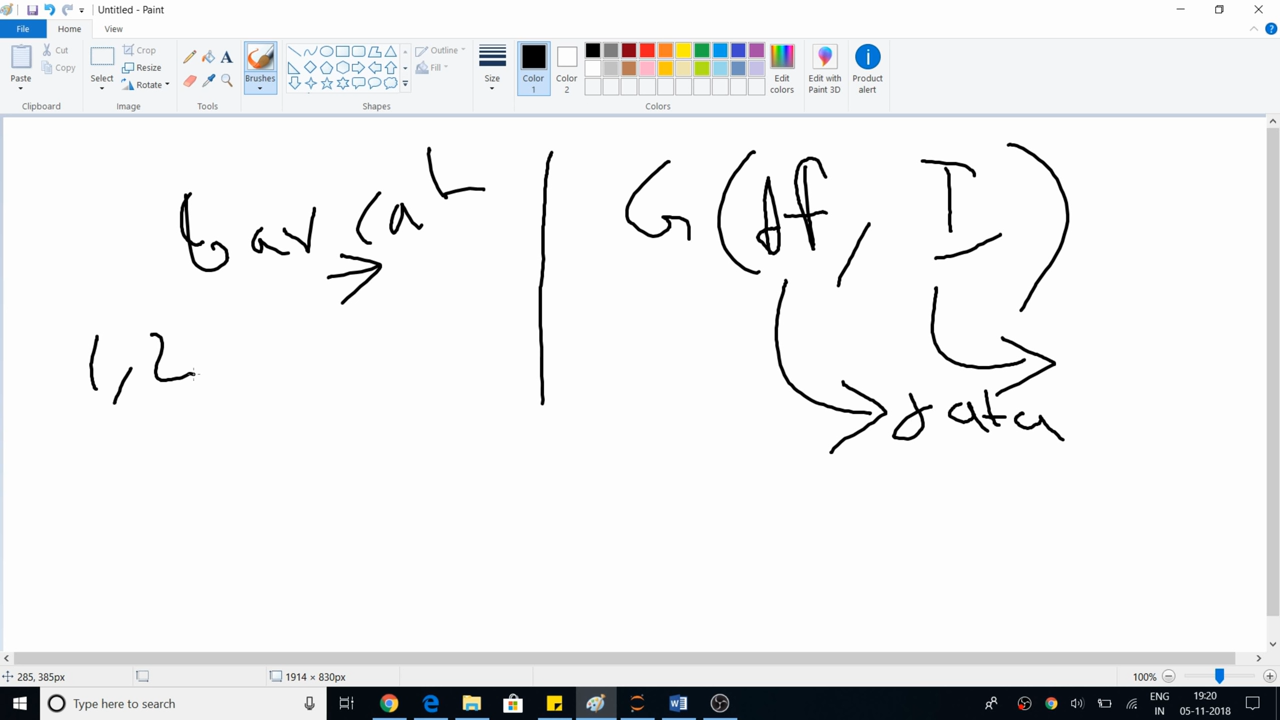 Untitled - Paint
File Home View
Paste Cut Copy Clipboard
Select Crop Resize Rotate Image
Tools
Brushes
Outline Fill Shapes
Size
Color 1 Color 2 Edit colors Colors
Edit with Paint 3D
Product alert
G(df, I)
1,2
data
285, 385px 1914 × 830px 100%
Type here to search
ENG IN 19:20 05-11-2018